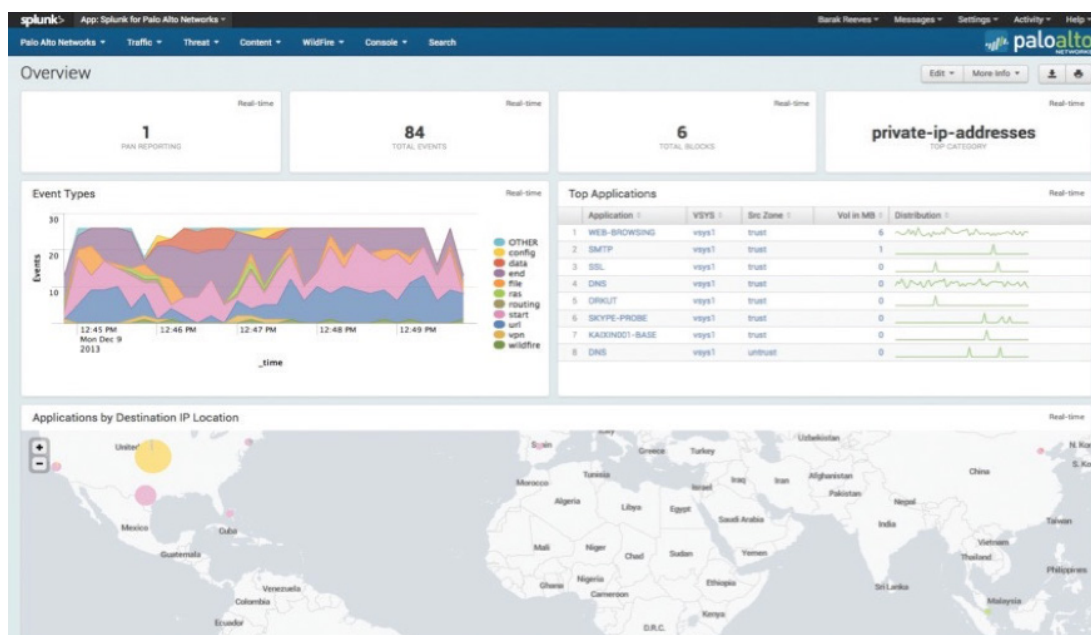 splunk> App: Splunk for Palo Alto Networks Barak Reeves Messages Settings Activity Help
Palo Alto Networks Traffic Threat Content WildFire Console Search paloalto NETWORKS
Overview Edit More Info
Real-time Real-time Real-time Real-time
1 84 6 private-ip-addresses
PAN REPORTING TOTAL EVENTS TOTAL BLOCKS TOP CATEGORY
Event Types Real-time
30
20
10
Events
12:45 PM 12:46 PM 12:47 PM 12:48 PM 12:49 PM
Mon Dec 9
2013
_time
OTHER
config
data
end
file
ras
routing
start
url
vpn
wildfire
Top Applications Real-time
Application VSYS Src Zone Vol in MB Distribution
1 WEB-BROWSING vsys1 trust 6
2 SMTP vsys1 trust 1
3 SSL vsys1 trust 0
4 DNS vsys1 trust 0
5 ORKUT vsys1 trust 0
6 SKYPE-PROBE vsys1 trust 0
7 KAIXIN001-BASE vsys1 trust 0
8 DNS vsys1 untrust 0
Applications by Destination IP Location Real-time
+
-
United
Mexico
Cuba
Guatemala
Venezuela
Colombia
Ecuador
Spain
Italy
Greece
Turkey
Uzbekistan
Morocco
Tunisia
Israel
Iraq
Iran
Afghanistan
Pakistan
China
N. Kor
S. Kor
Algeria
Libya
Egypt
Saudi Arabia
Nepal
India
Taiwan
Mali
Niger
Chad
Sudan
Yemen
Vietnam
Thailand
Philippines
Ghana
Nigeria
Cameroon
Ethiopia
Sri Lanka
Malaysia
Kenya
D.R.C.